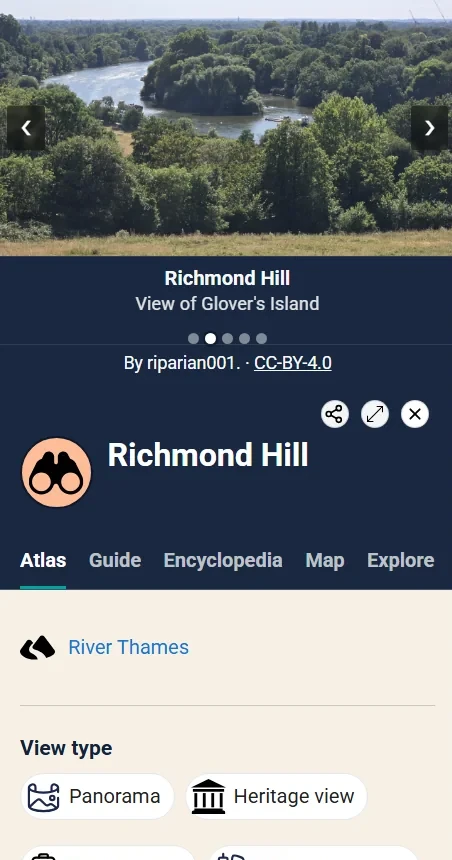 Richmond Hill
View of Glover's Island
By riparian001. · CC-BY-4.0
Richmond Hill
Atlas Guide Encyclopedia Map Explore
River Thames
View type
Panorama Heritage view